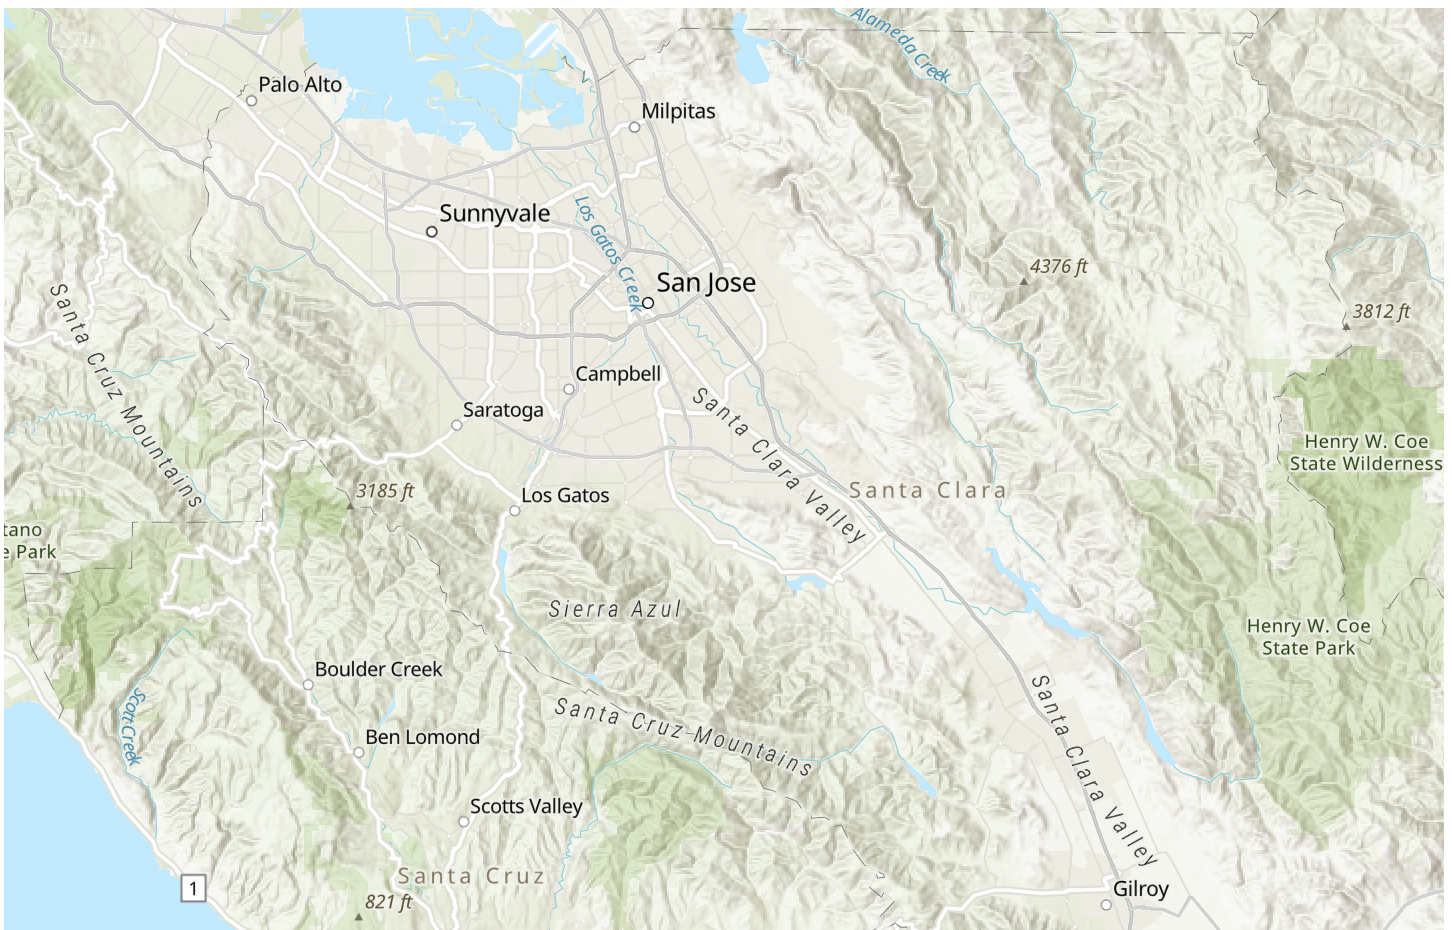 Alameda Creek
Palo Alto
Milpitas
Los Gatos Creek
Sunnyvale
4376 ft
San Jose
Santa Cruz Mountains
3812 ft
Campbell
Santa Clara Valley
Saratoga
Henry W. Coe
State Wilderness
3185 ft
Santa Clara
Los Gatos
tano
e Park
Sierra Azul
Henry W. Coe
State Park
Boulder Creek
Santa Clara Valley
Scott Creek
Santa Cruz Mountains
Ben Lomond
Scotts Valley
Santa Cruz
1
Gilroy
821 ft